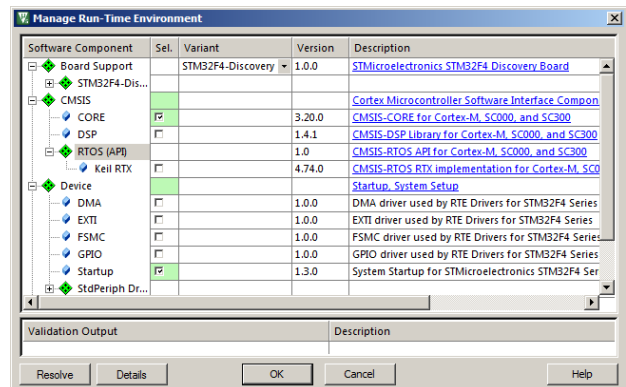 Manage Run-Time Environment
Software Component Sel. Variant Version Description
Board Support STM32F4-Discovery 1.0.0 STMicroelectronics STM32F4 Discovery Board
STM32F4-Dis...
CMSIS Cortex Microcontroller Software Interface Compon
CORE 3.20.0 CMSIS-CORE for Cortex-M, SC000, and SC300
DSP 1.4.1 CMSIS-DSP Library for Cortex-M, SC000, and SC300
RTOS (API) 1.0 CMSIS-RTOS API for Cortex-M, SC000, and SC300
Keil RTX 4.74.0 CMSIS-RTOS RTX implementation for Cortex-M, SC0
Device Startup, System Setup
DMA 1.0.0 DMA driver used by RTE Drivers for STM32F4 Series
EXTI 1.0.0 EXTI driver used by RTE Drivers for STM32F4 Series
FSMC 1.0.0 FSMC driver used by RTE Drivers for STM32F4 Series
GPIO 1.0.0 GPIO driver used by RTE Drivers for STM32F4 Series
Startup 1.3.0 System Startup for STMicroelectronics STM32F4 Ser
StdPeriph Dr...
Validation Output Description
Resolve Details OK Cancel Help